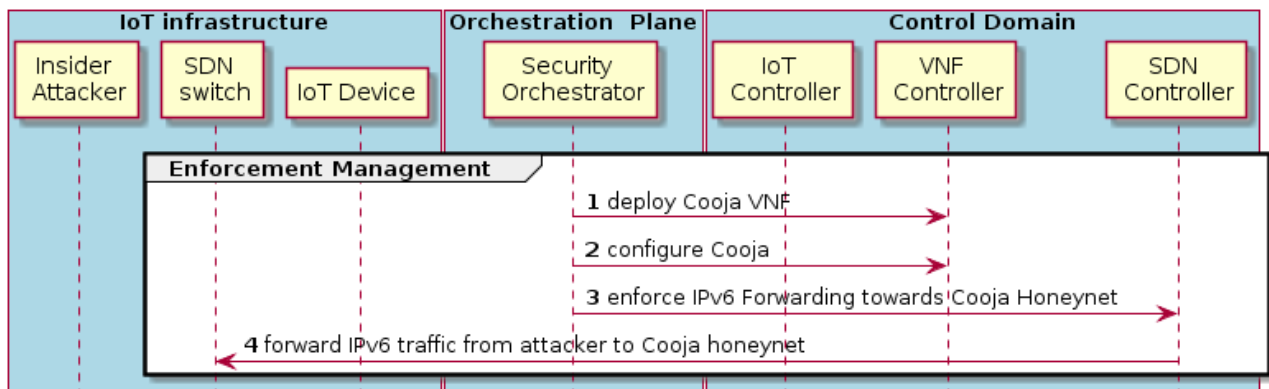 IoT infrastructure
Orchestration Plane
Control Domain
Insider
Attacker
SDN
switch
IoT Device
Security
Orchestrator
IoT
Controller
VNF
Controller
SDN
Controller
Enforcement Management
1 deploy Cooja VNF
2 configure Cooja
3 enforce IPv6 Forwarding towards Cooja Honeynet
4 forward IPv6 traffic from attacker to Cooja honeynet